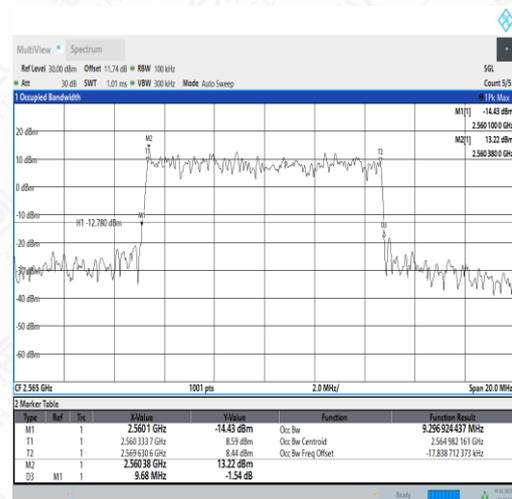 MultiView Spectrum
Ref Level 30.00 dBm Offset 11.74 dB RBW 100 kHz SGL
Att 30 dB SWT 1.01 ms VBW 300 kHz Mode Auto Sweep Count 5/5
1 Occupied Bandwidth 1Pk Max
M1[1] -14.43 dBm
2.560 100 0 GHz
M2[1] 13.22 dBm
2.560 380 0 GHz
20 dBm
M2
T1
T2
10 dBm
0 dBm
-10 dBm
M1
H1 -12.780 dBm
D3
-20 dBm
-30 dBm
-40 dBm
-50 dBm
-60 dBm
CF 2.565 GHz 1001 pts 2.0 MHz/ Span 20.0 MHz
2 Marker Table
Type Ref Trc X-Value Y-Value Function Function Result
M1 1 2.5601 GHz -14.43 dBm Occ Bw 9.296 924 437 MHz
T1 1 2.560 333 7 GHz 8.59 dBm Occ Bw Centroid 2.564 982 161 GHz
T2 1 2.569 630 6 GHz 8.44 dBm Occ Bw Freq Offset -17.838 712 373 kHz
M2 1 2.56038 GHz 13.22 dBm
D3 M1 1 9.68 MHz -1.54 dB
Ready